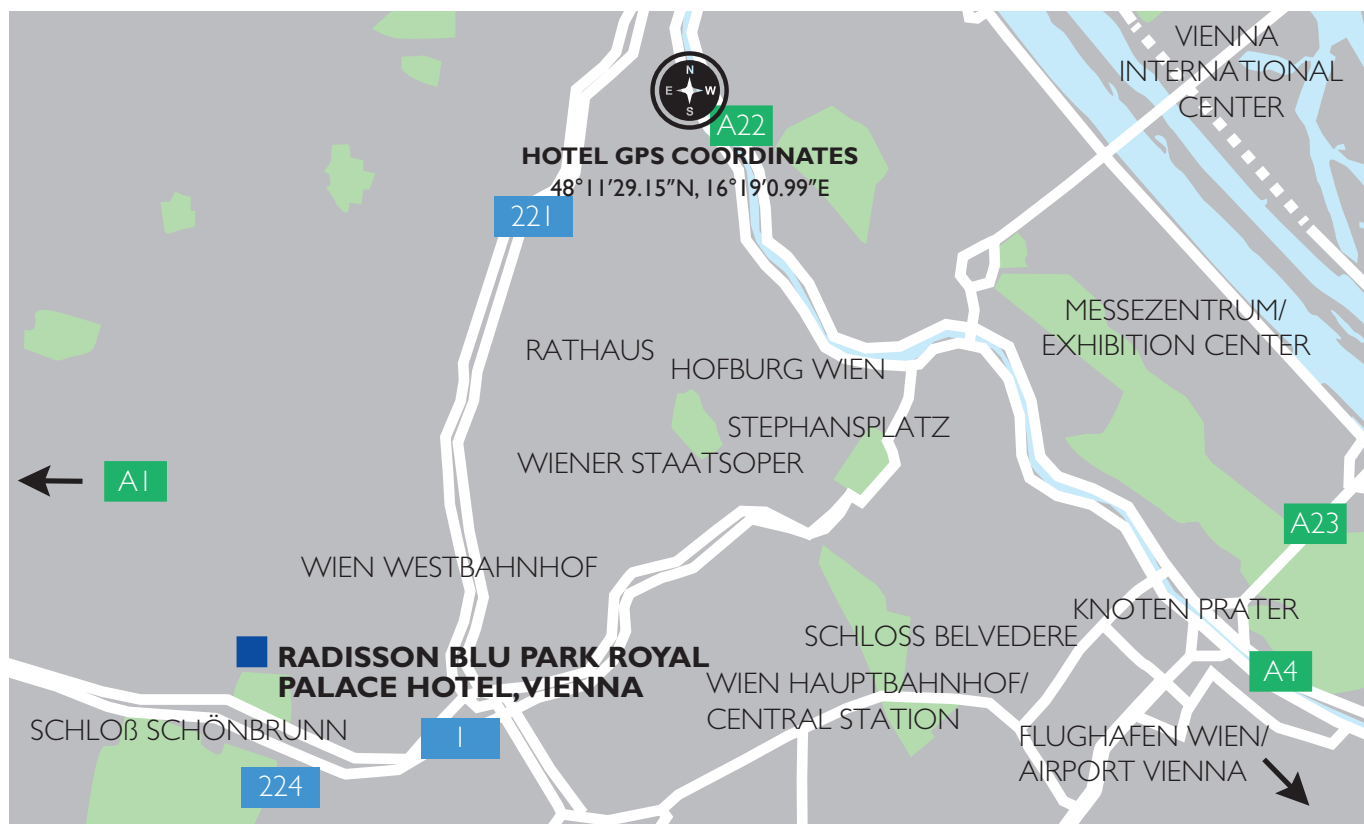 VIENNA
INTERNATIONAL
CENTER
N
E W
S
A22
HOTEL GPS COORDINATES
48°11′29.15″N, 16°19′0.99″E
221
MESSEZENTRUM/
EXHIBITION CENTER
RATHAUS
HOFBURG WIEN
STEPHANSPLATZ
WIENER STAATSOPER
A1
A23
WIEN WESTBAHNHOF
KNOTEN PRATER
SCHLOSS BELVEDERE
RADISSON BLU PARK ROYAL
PALACE HOTEL, VIENNA
A4
WIEN HAUPTBAHNHOF/
CENTRAL STATION
SCHLOß SCHÖNBRUNN
1
FLUGHAFEN WIEN/
AIRPORT VIENNA
224